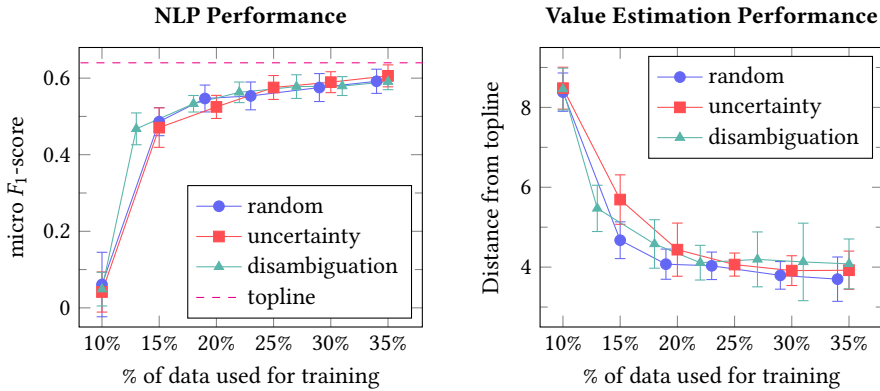 NLP Performance
micro F1-score
0.6
0.4
0.2
0
random
uncertainty
disambiguation
topline
10% 15% 20% 25% 30% 35%
% of data used for training
Value Estimation Performance
Distance from topline
8
6
4
random
uncertainty
disambiguation
10% 15% 20% 25% 30% 35%
% of data used for training